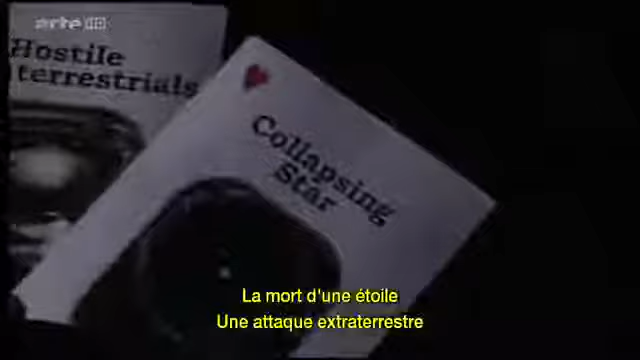 arte HD
Hostile
terrestrials
Collapsing
Star
La mort d'une étoile
Une attaque extraterrestre